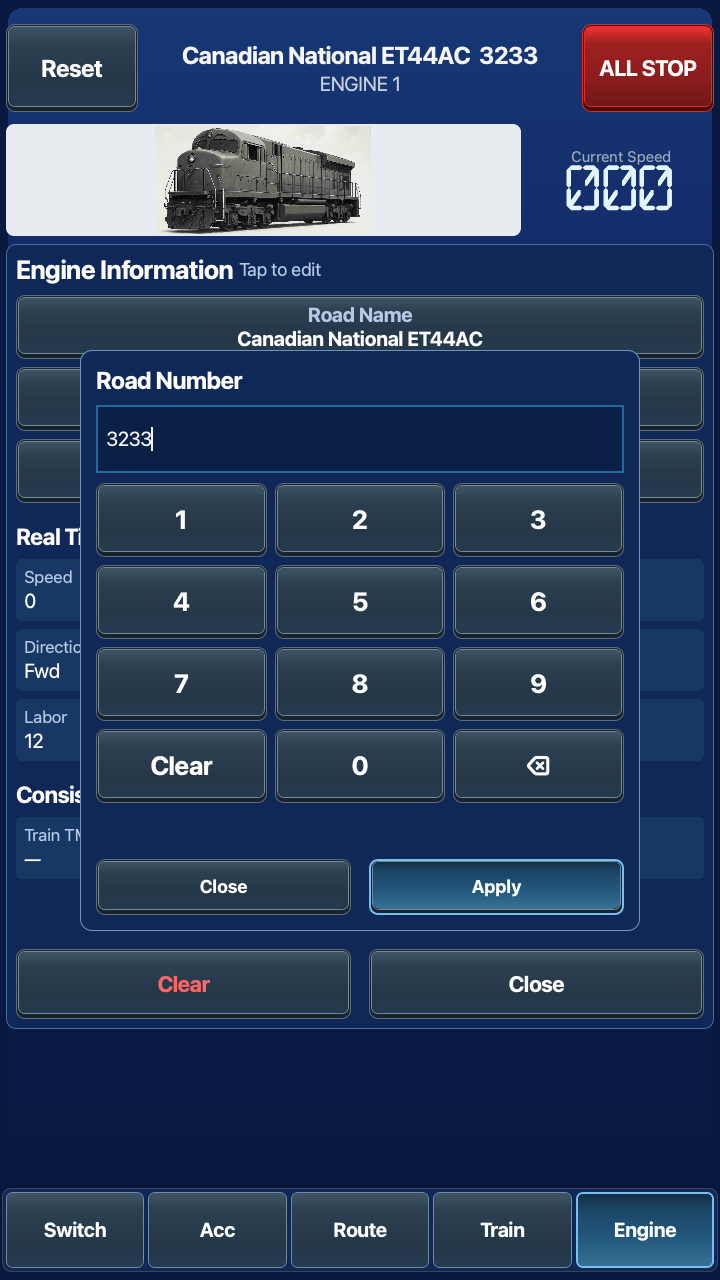 Reset
Canadian National ET44AC 3233
ENGINE 1
ALL STOP
Current Speed
000
Engine Information Tap to edit
Road Name
Canadian National ET44AC
Road Number
3233
1 2 3
4 5 6
7 8 9
Clear 0
Close Apply
Real
Speed
0
Fwd
Labor
12
Train
—
Clear Close
Switch Acc Route Train Engine